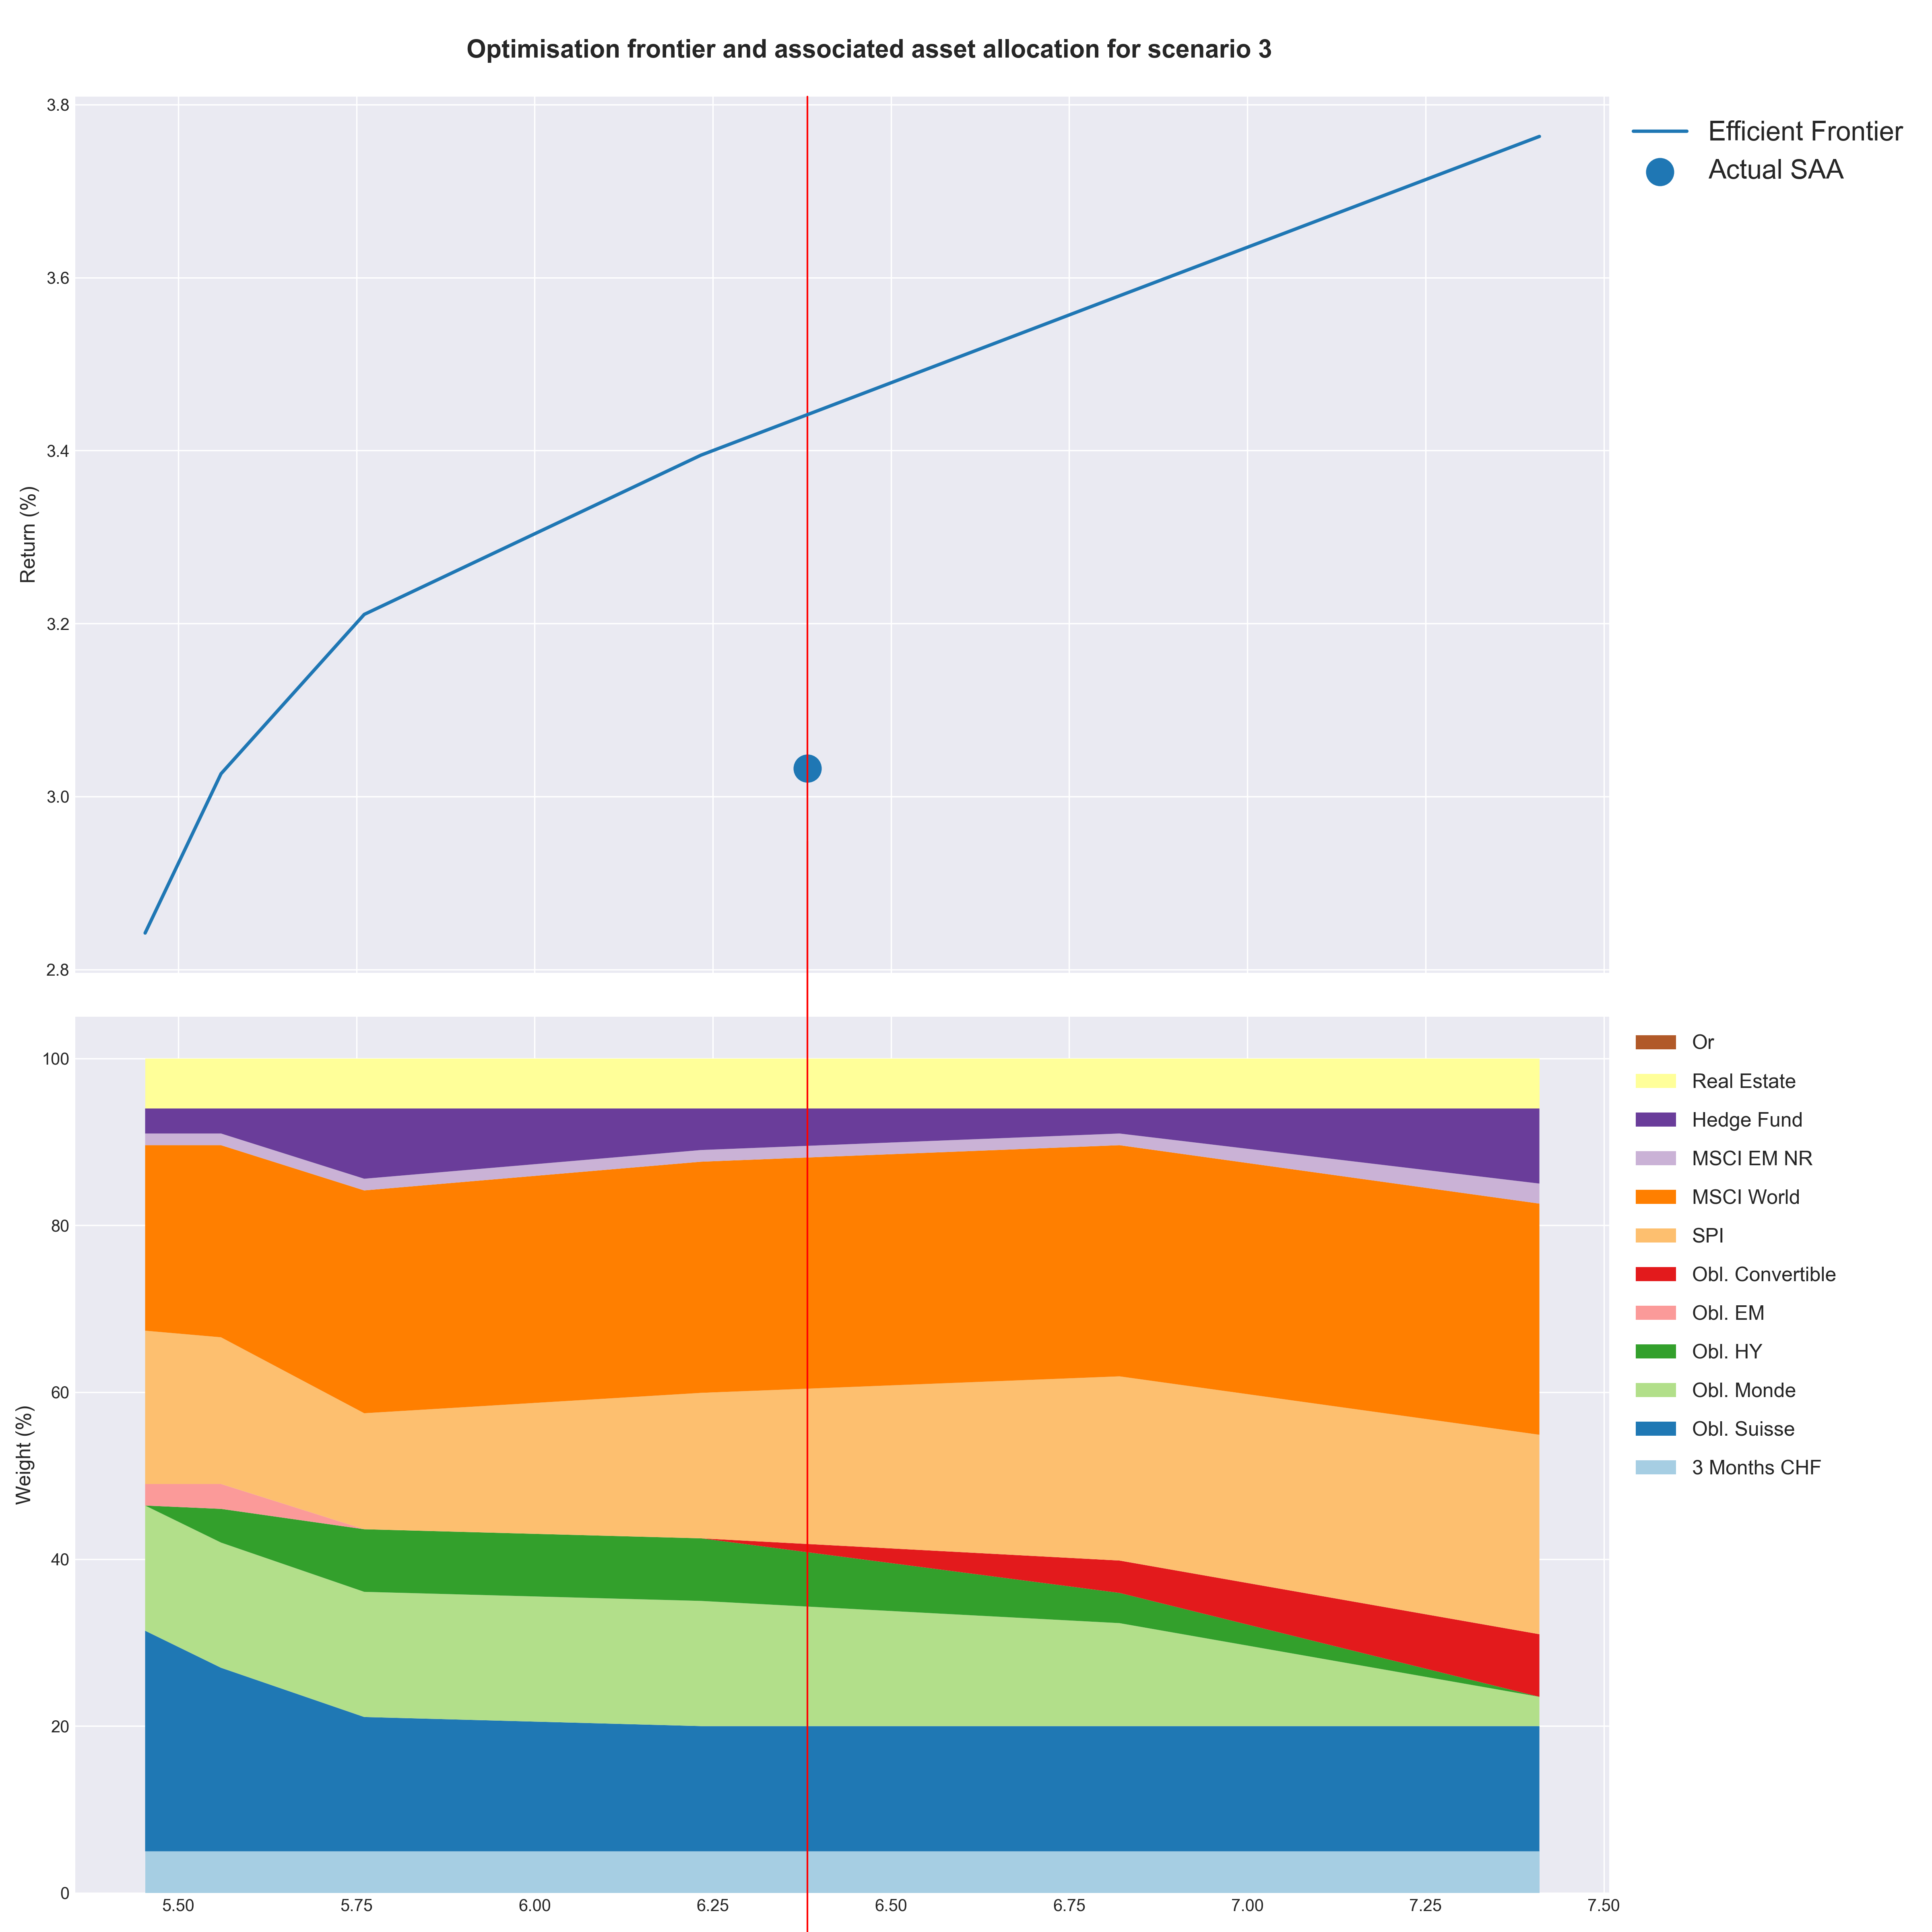 Optimisation frontier and associated asset allocation for scenario 3
3.8
3.6
3.4
3.2
3.0
2.8
Return (%)
Efficient Frontier
Actual SAA
100
80
60
40
20
0
Weight (%)
5.50 5.75 6.00 6.25 6.50 6.75 7.00 7.25 7.50
Or
Real Estate
Hedge Fund
MSCI EM NR
MSCI World
SPI
Obl. Convertible
Obl. EM
Obl. HY
Obl. Monde
Obl. Suisse
3 Months CHF